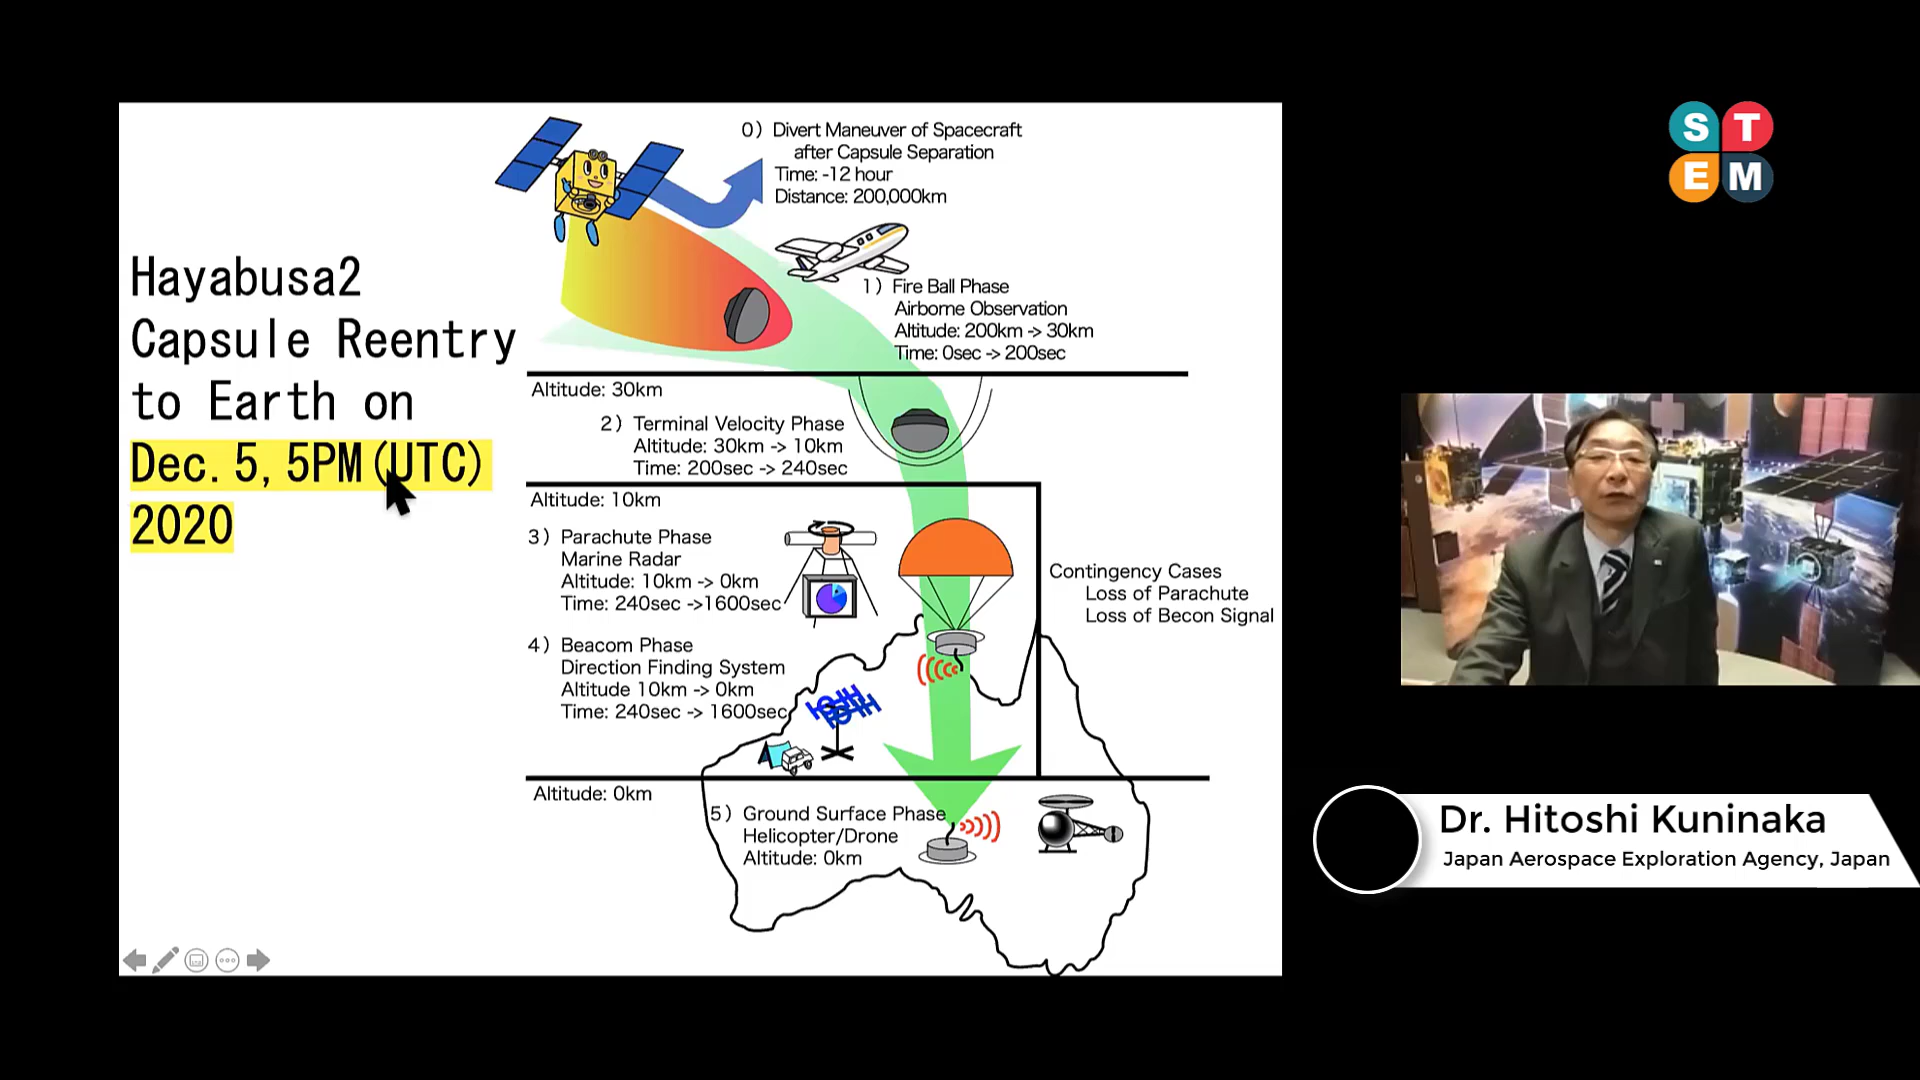 Hayabusa2
Capsule Reentry
to Earth on
Dec. 5, 5PM(UTC)
2020
0) Divert Maneuver of Spacecraft
after Capsule Separation
Time: -12 hour
Distance: 200,000km
1) Fire Ball Phase
Airborne Observation
Altitude: 200km -> 30km
Time: 0sec -> 200sec
Altitude: 30km
2) Terminal Velocity Phase
Altitude: 30km -> 10km
Time: 200sec -> 240sec
Altitude: 10km
3) Parachute Phase
Marine Radar
Altitude: 10km -> 0km
Time: 240sec ->1600sec
4) Beacom Phase
Direction Finding System
Altitude 10km -> 0km
Time: 240sec -> 1600sec
Contingency Cases
Loss of Parachute
Loss of Becon Signal
Altitude: 0km
5) Ground Surface Phase
Helicopter/Drone
Altitude: 0km
S T
E M
Dr. Hitoshi Kuninaka
Japan Aerospace Exploration Agency, Japan